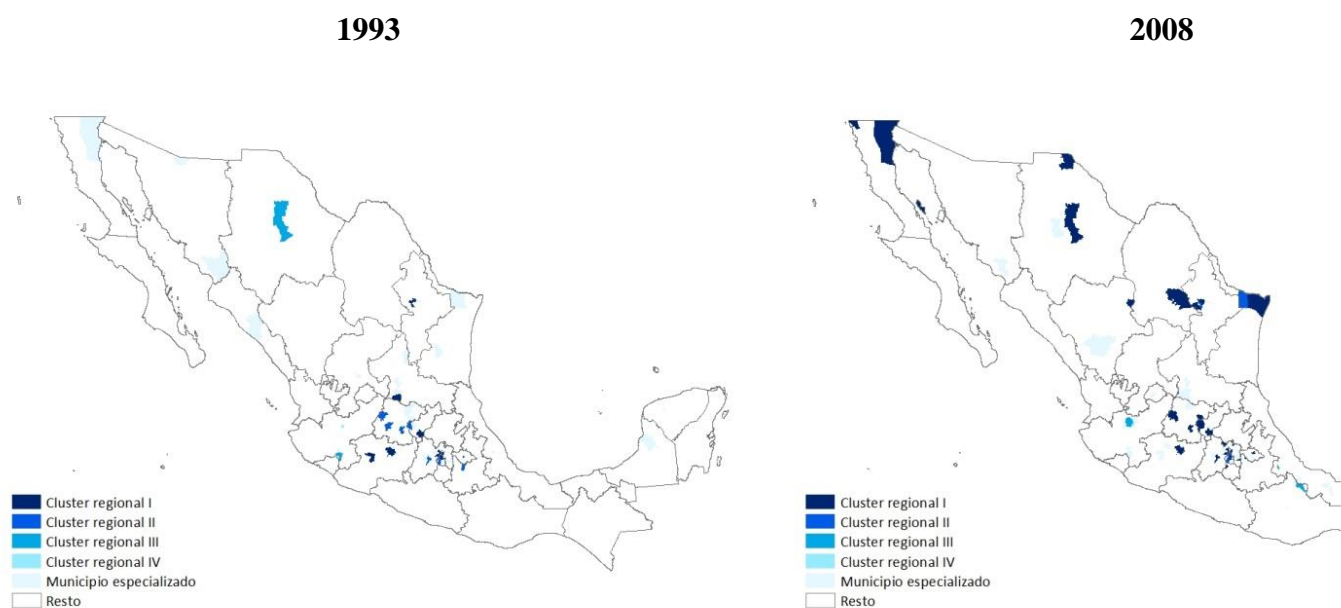 1993
2008
Cluster regional I
Cluster regional II
Cluster regional III
Cluster regional IV
Municipio especializado
Resto
Cluster regional I
Cluster regional II
Cluster regional III
Cluster regional IV
Municipio especializado
Resto